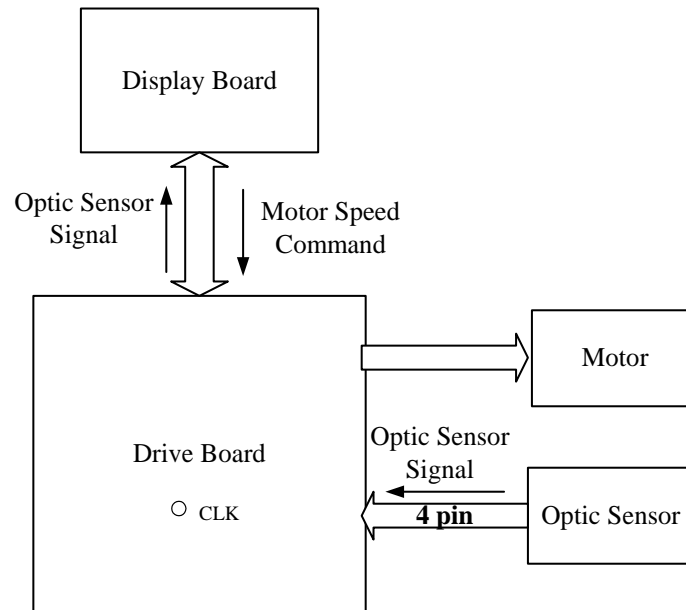 Display Board
Optic Sensor
Signal
Motor Speed
Command
Motor
Drive Board
Optic Sensor
Signal
CLK
4 pin
Optic Sensor